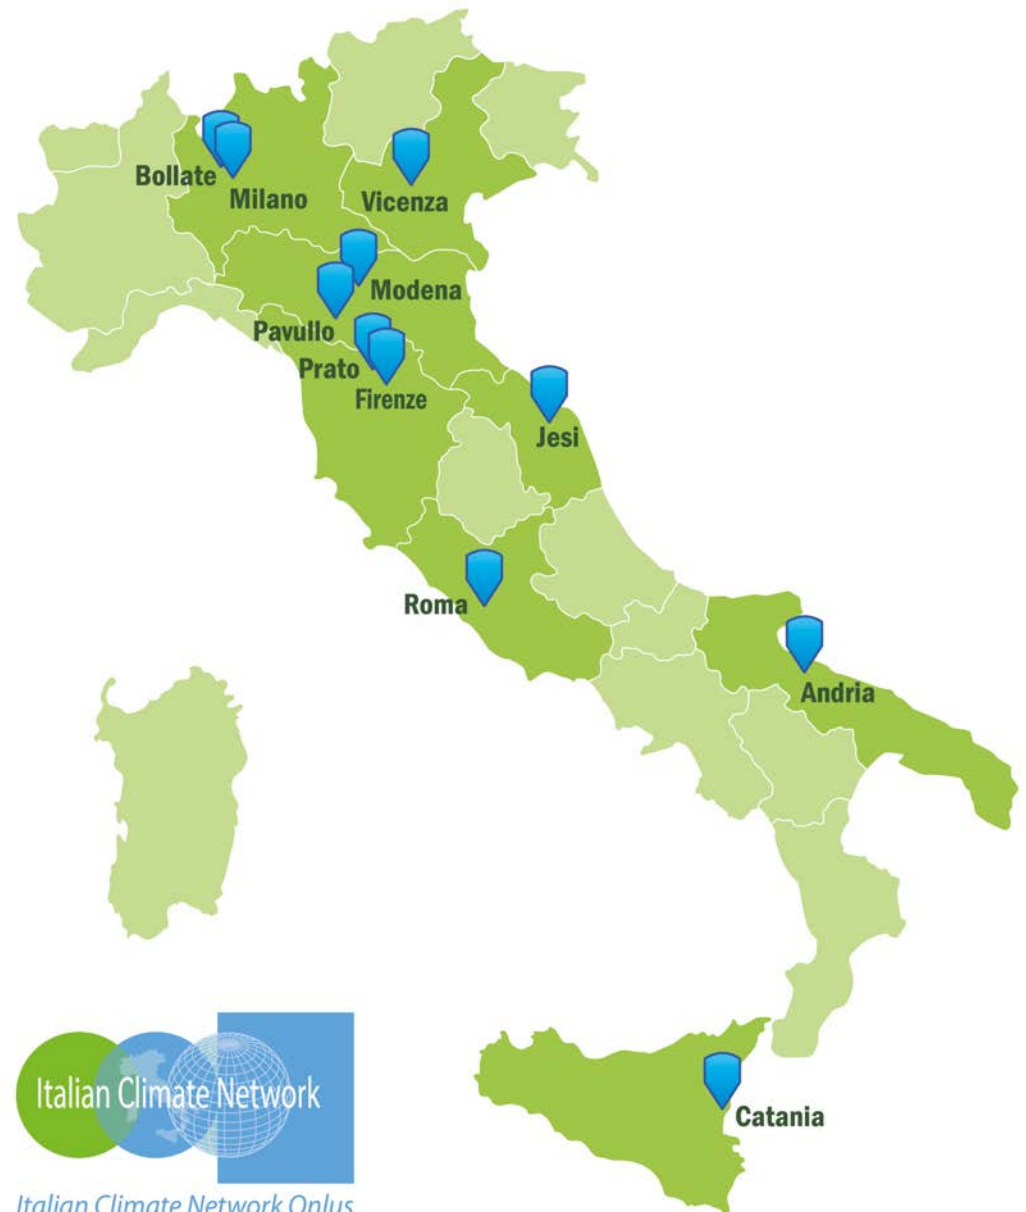 Bollate
Milano
Vicenza
Modena
Pavullo
Prato
Firenze
Jesi
Roma
Andria
Catania
Italian Climate Network
Italian Climate Network Onlus